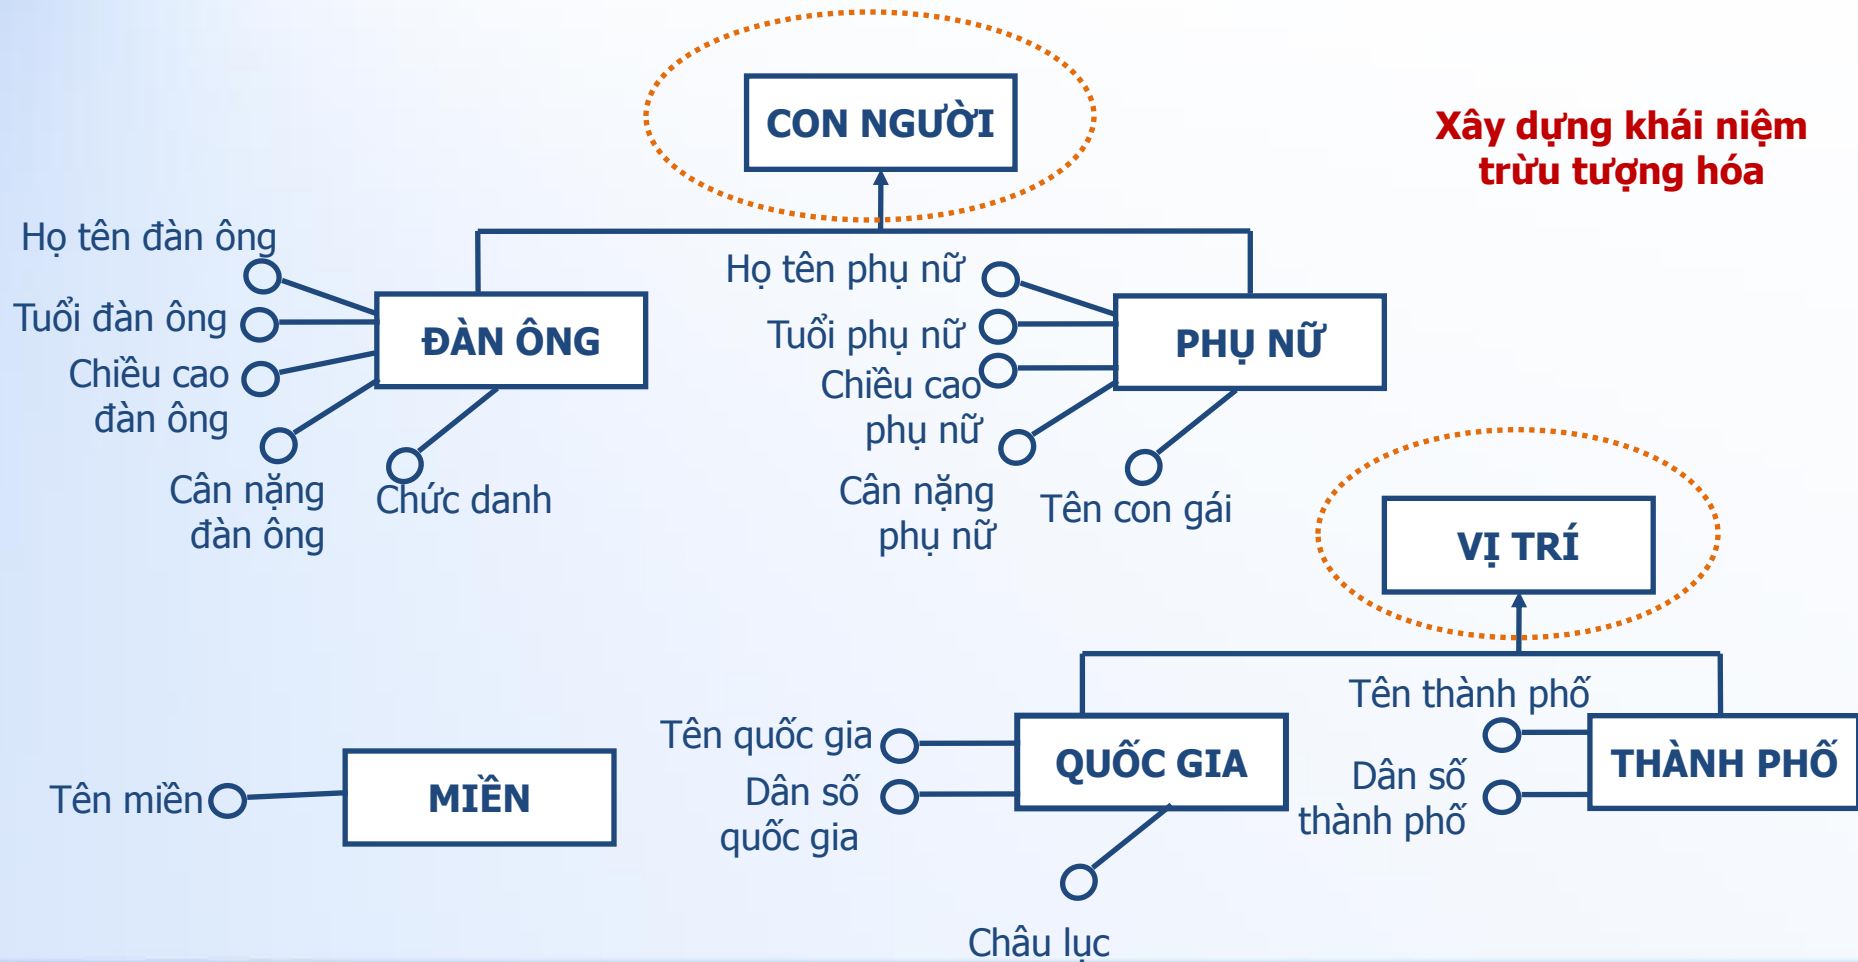 CON NGƯỜI
Xây dựng khái niệm
trừu tượng hóa
Họ tên đàn ông
Tuổi đàn ông
Chiều cao
đàn ông
Cân nặng
đàn ông
Chức danh
ĐÀN ÔNG
Họ tên phụ nữ
Tuổi phụ nữ
Chiều cao
phụ nữ
Cân nặng
phụ nữ
Tên con gái
PHỤ NỮ
VỊ TRÍ
Tên miền
MIỀN
Tên quốc gia
Dân số
quốc gia
QUỐC GIA
Châu lục
Tên thành phố
Dân số
thành phố
THÀNH PHỐ